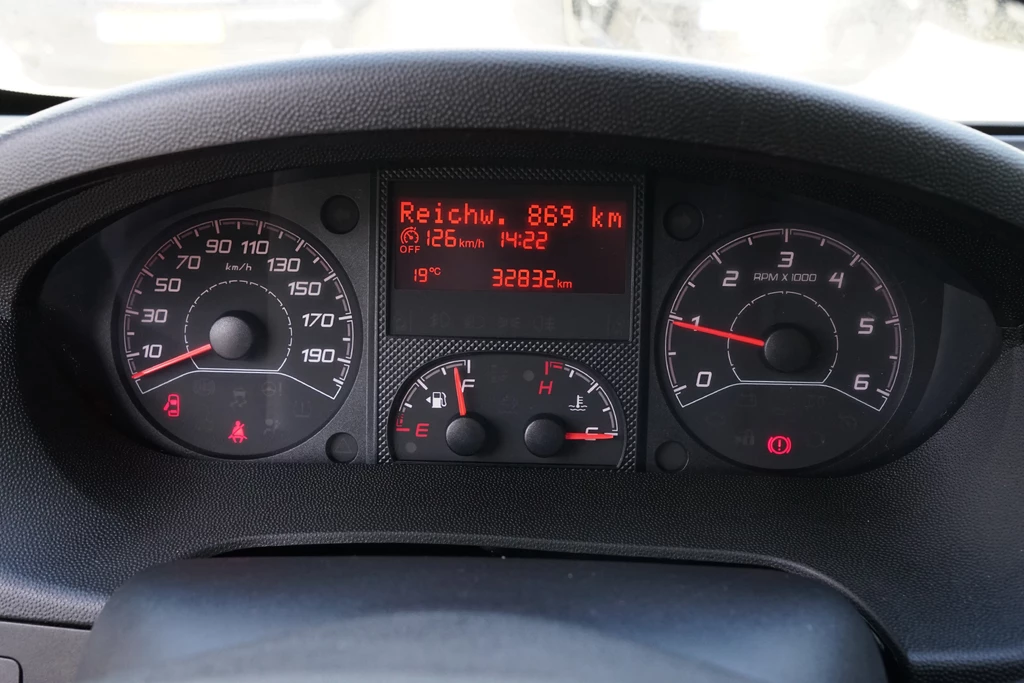 90 110
70 130
km/h
50 150
30 170
10 190
Reichw. 869 km
OFF 126 km/h 14:22
19°C 32832 km
F
E
H
C
3
2 4
RPM X 1000
1 5
0 6